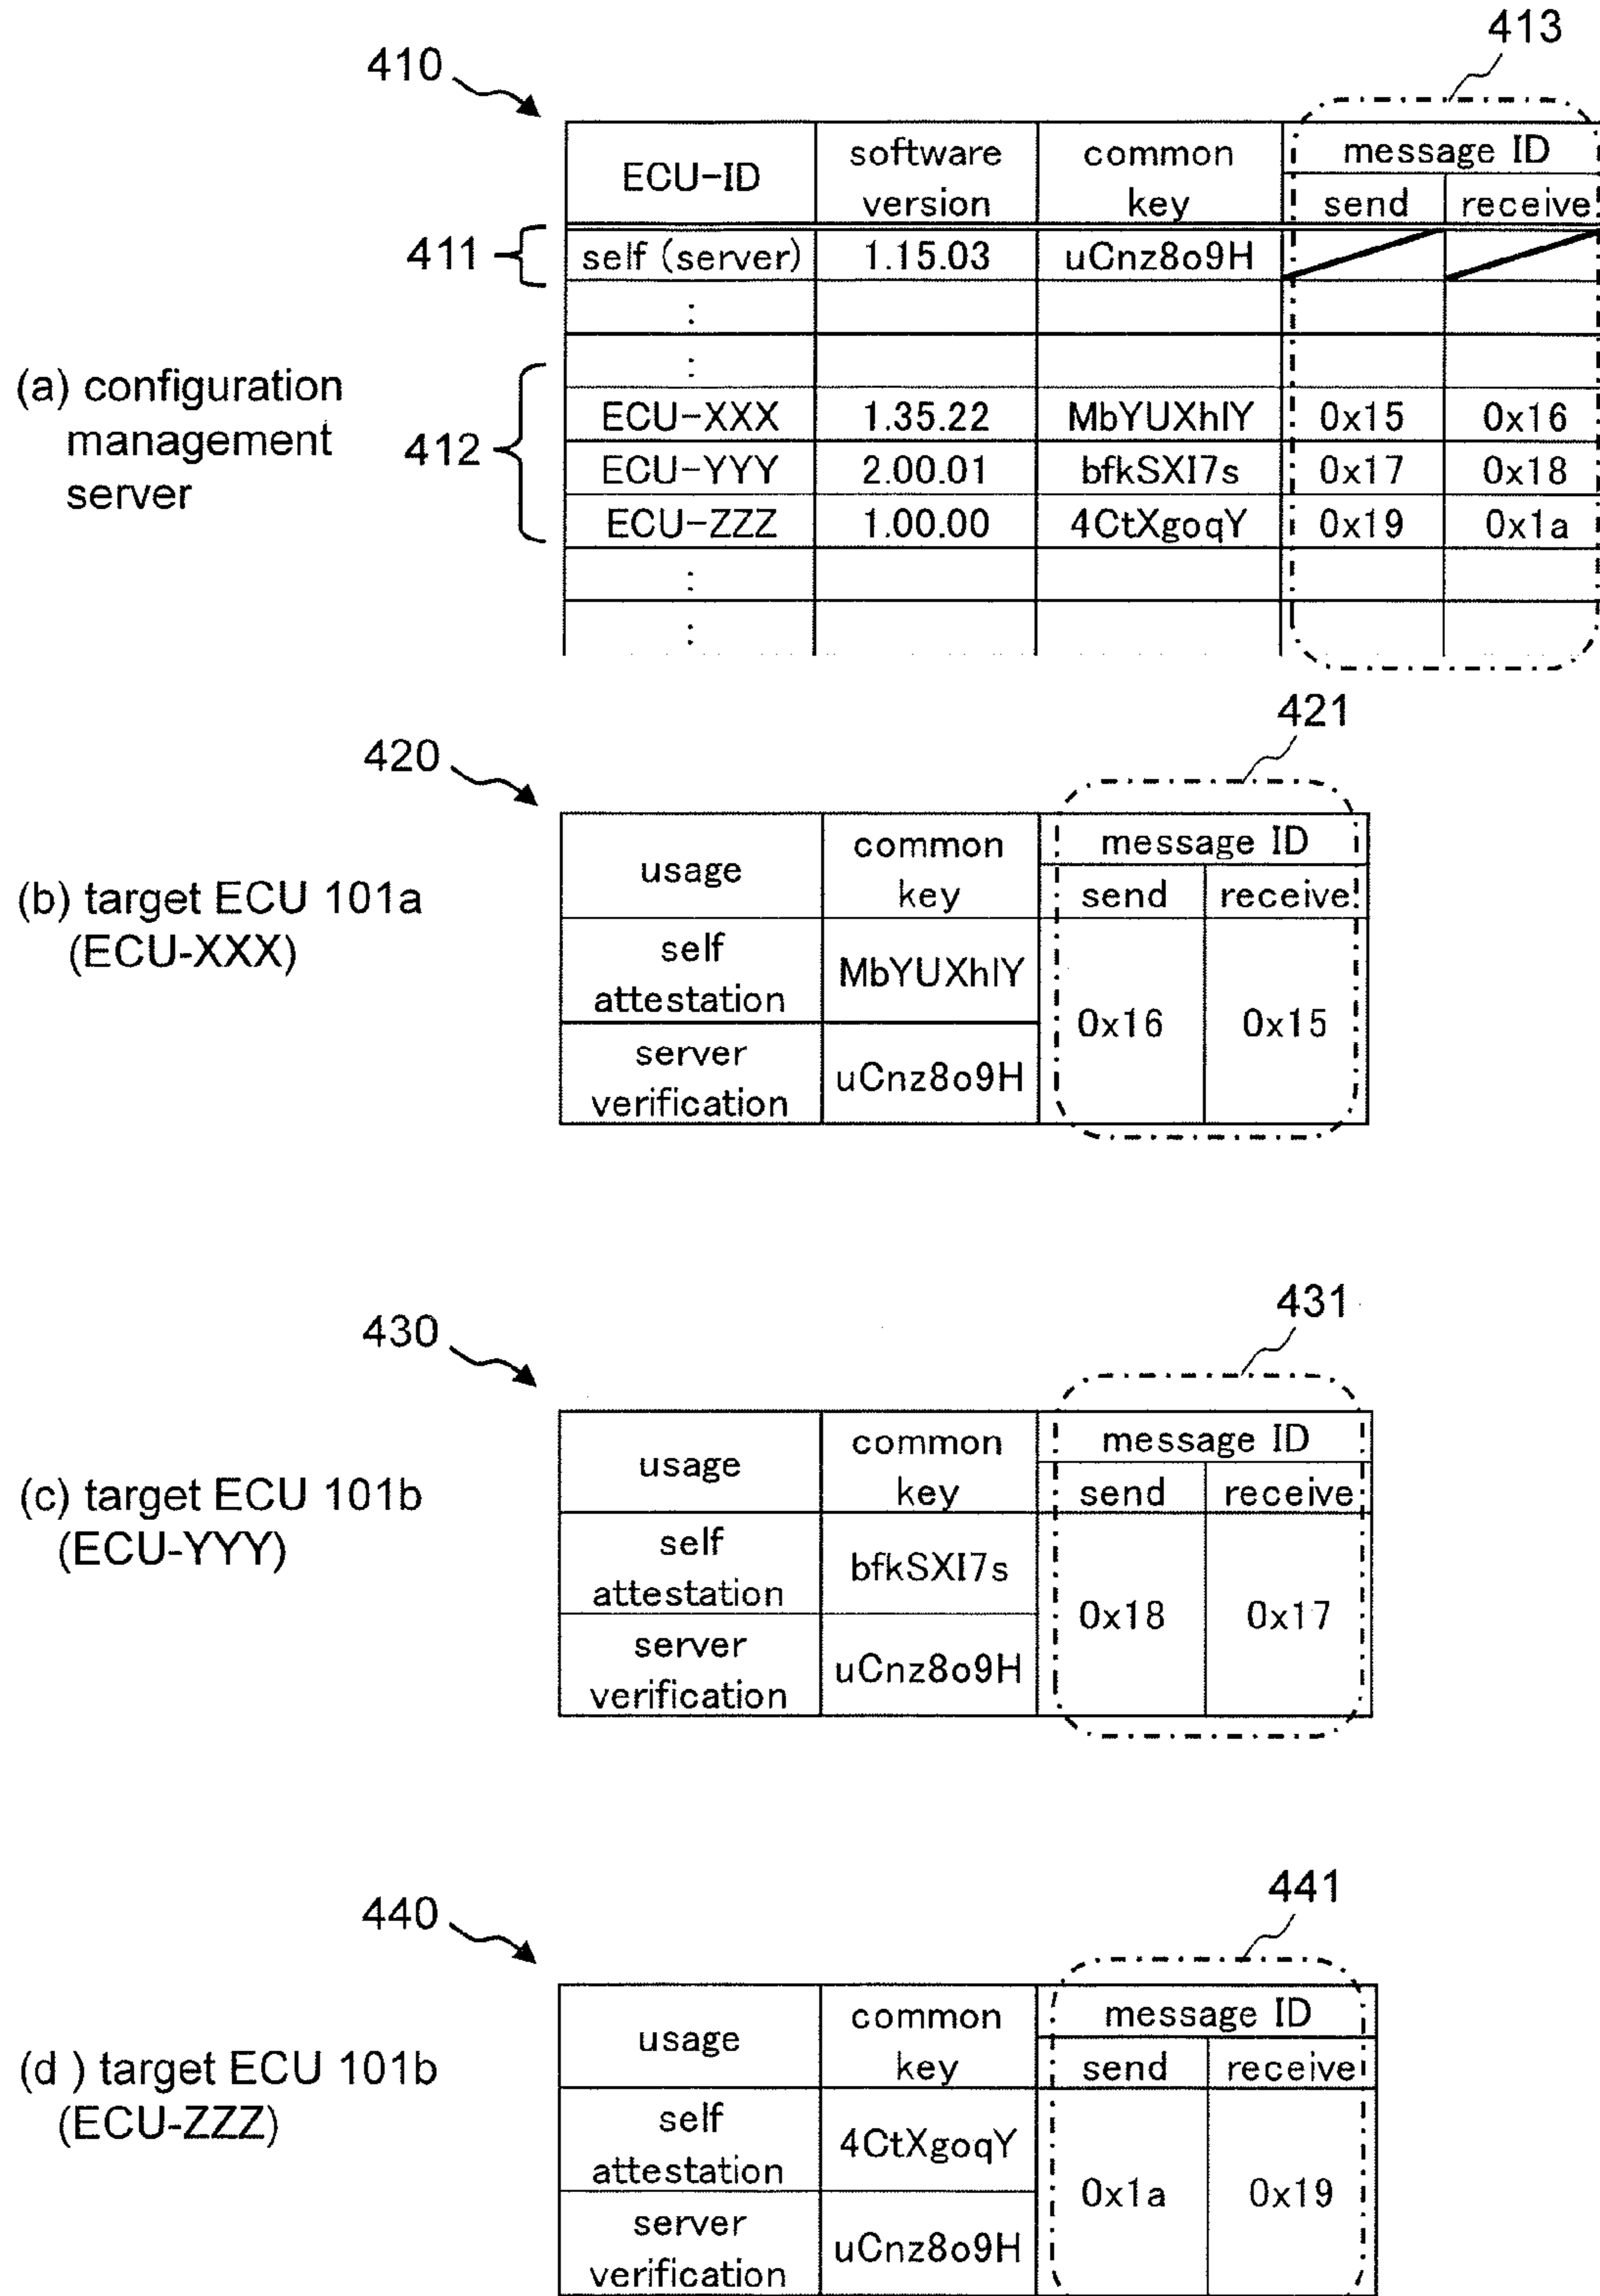 413
410
ECU-ID software version common key message ID
send receive
411 self (server) 1.15.03 uCnz8o9H
(a) configuration management server
412
ECU-XXX 1.35.22 MbYUXhlY 0x15 0x16
ECU-YYY 2.00.01 bfkSXI7s 0x17 0x18
ECU-ZZZ 1.00.00 4CtXgoqY 0x19 0x1a
421
420
usage common key message ID
send receive
(b) target ECU 101a
(ECU-XXX)
self attestation MbYUXhlY 0x16 0x15
server verification uCnz8o9H
431
430
usage common key message ID
send receive
(c) target ECU 101b
(ECU-YYY)
self attestation bfkSXI7s 0x18 0x17
server verification uCnz8o9H
441
440
usage common key message ID
send receive
(d ) target ECU 101b
(ECU-ZZZ)
self attestation 4CtXgoqY 0x1a 0x19
server verification uCnz8o9H